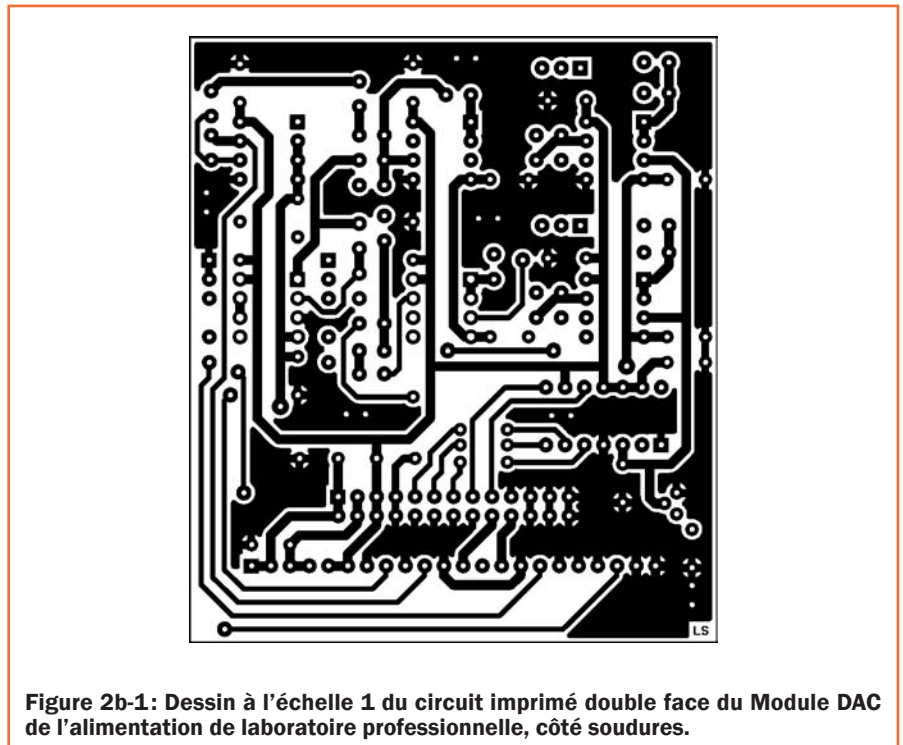 LS
Figure 2b-1: Dessin à l'échelle 1 du circuit imprimé double face du Module DAC
de l'alimentation de laboratoire professionnelle, côté soudures.